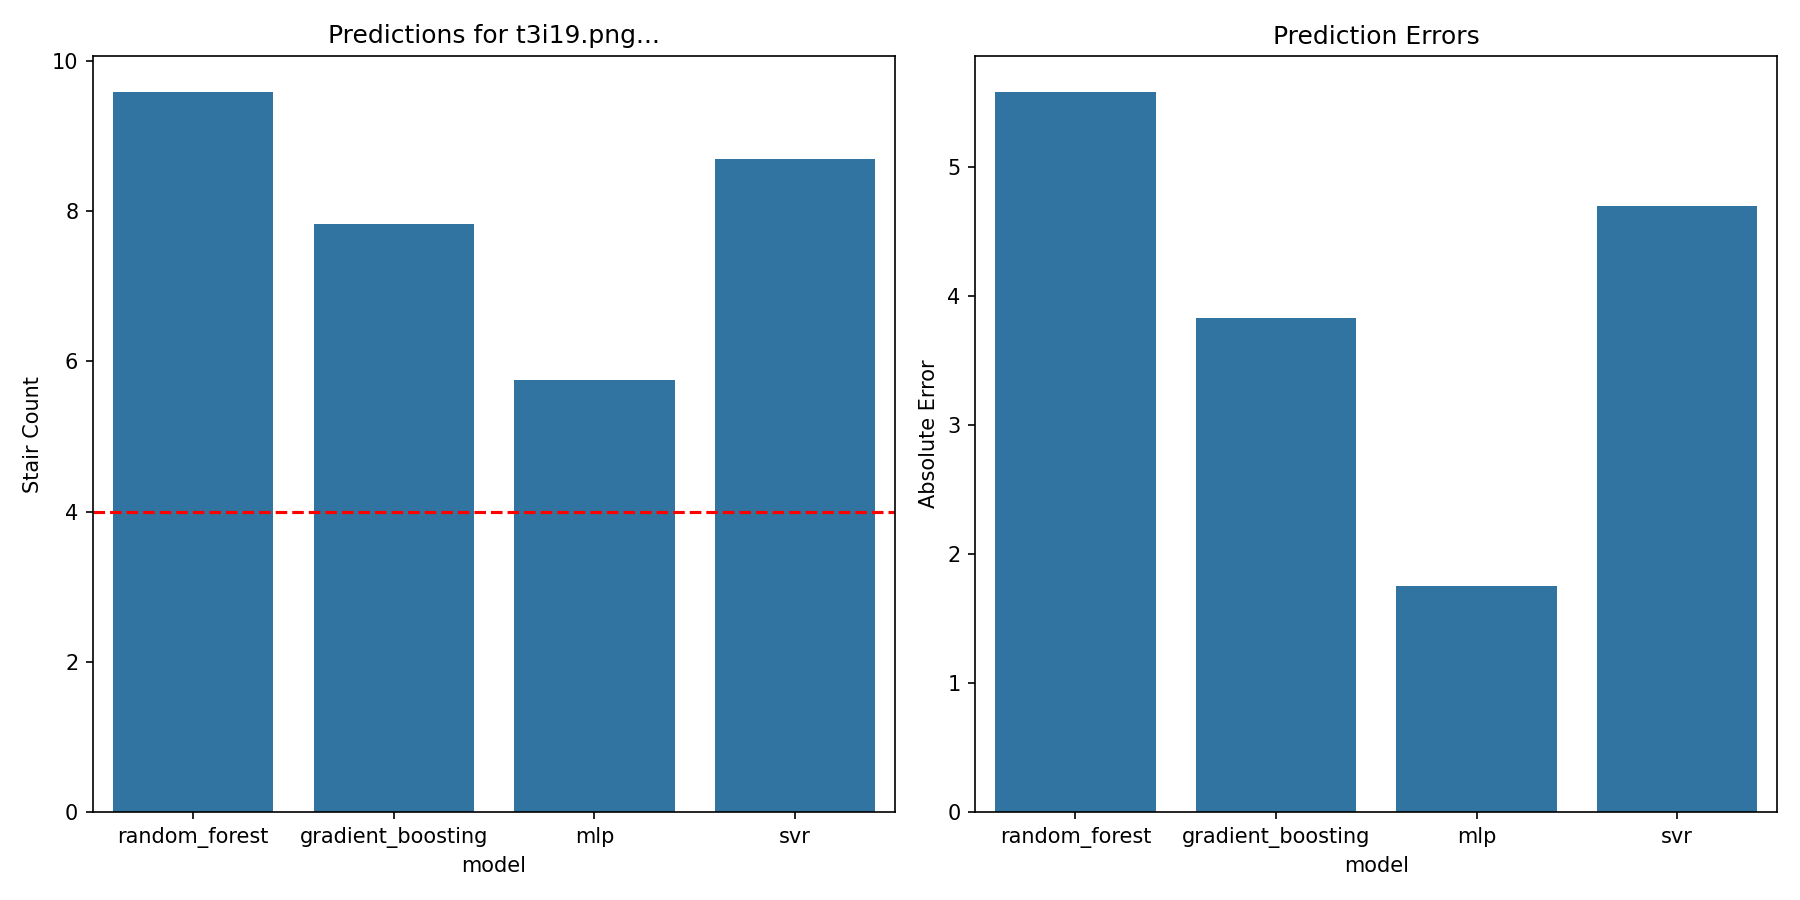 Predictions for t3i19.png...
10
8
6
4
2
0
Stair Count
random_forest gradient_boosting mlp svr
model
Prediction Errors
5
4
3
2
1
0
Absolute Error
random_forest gradient_boosting mlp svr
model